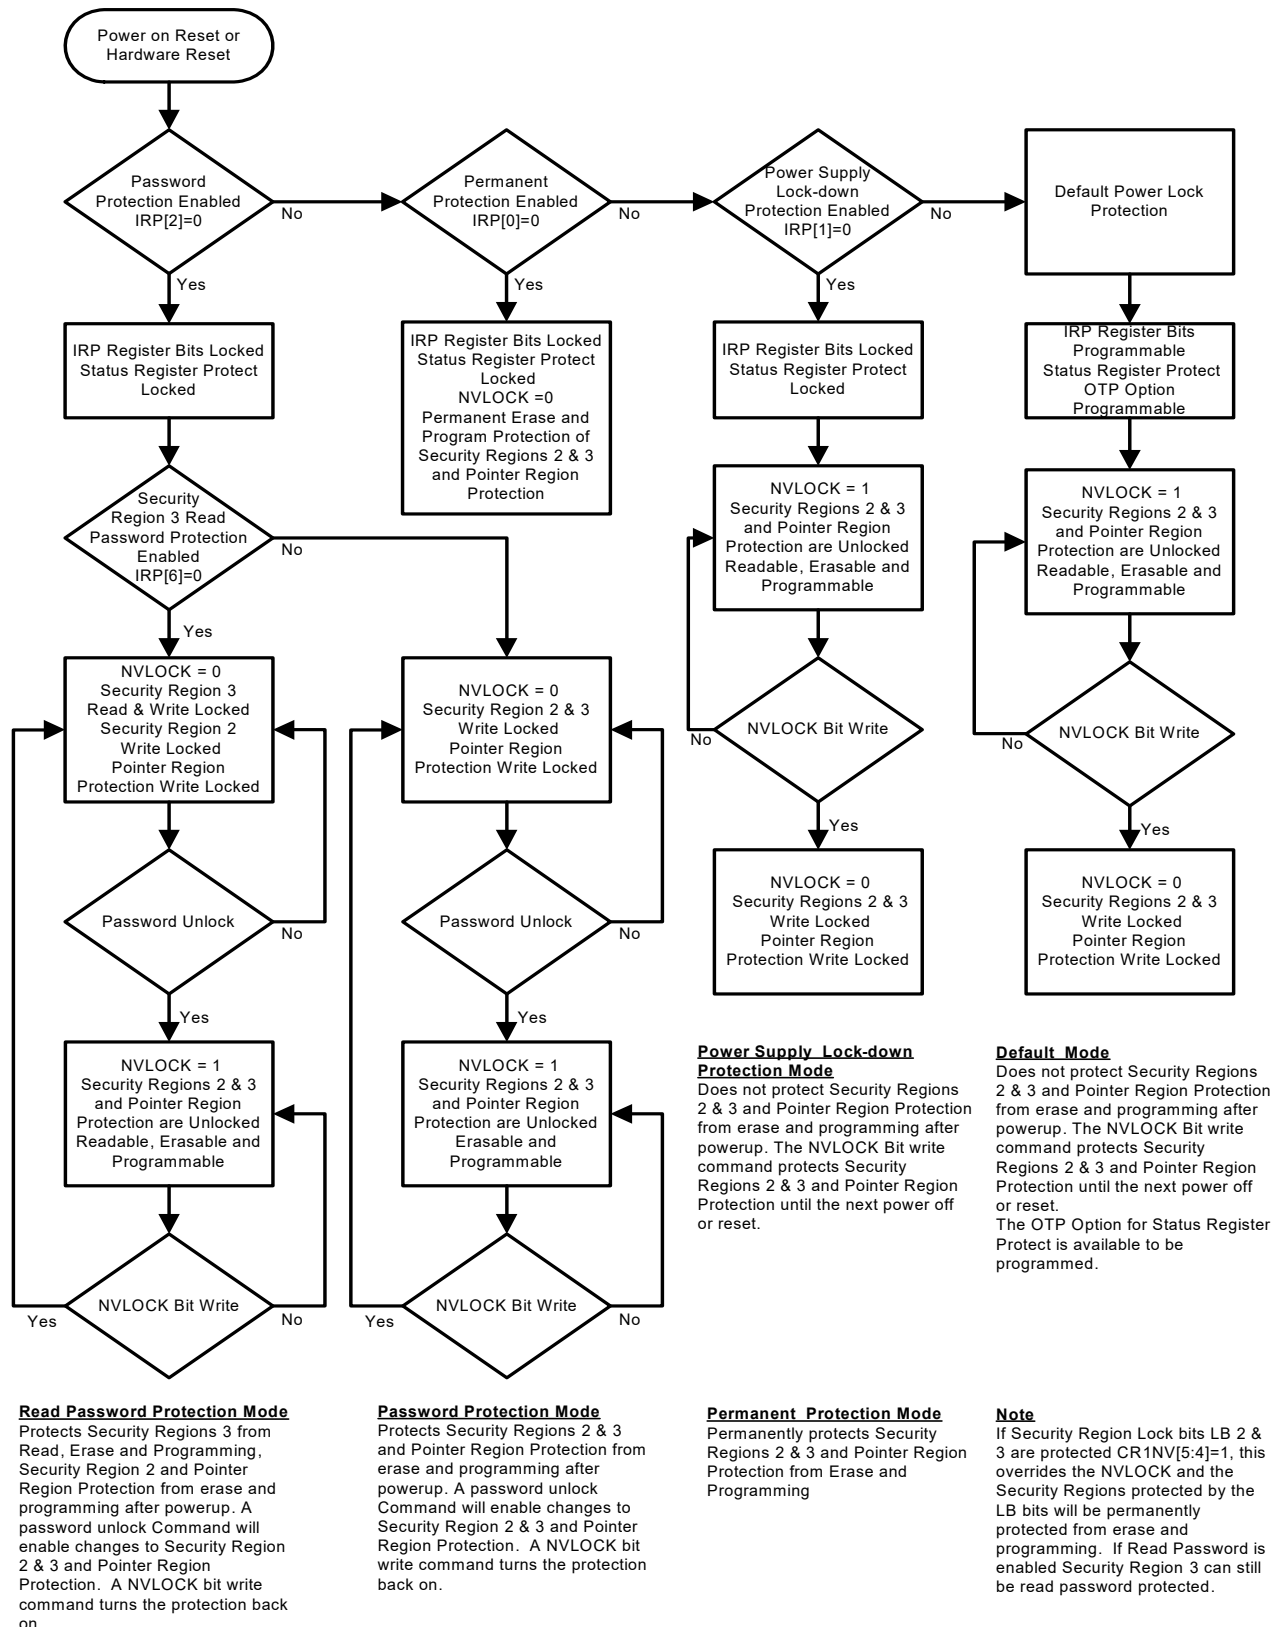 Power on Reset or
Hardware Reset
Password
Protection Enabled
IRP[2]=0
No
Yes
Permanent
Protection Enabled
IRP[0]=0
No
Yes
Power Supply
Lock-down
Protection Enabled
IRP[1]=0
No
Yes
Default Power Lock
Protection
IRP Register Bits Locked
Status Register Protect
Locked
IRP Register Bits Locked
Status Register Protect
Locked
NVLOCK =0
Permanent Erase and
Program Protection of
Security Regions 2 & 3
and Pointer Region
Protection
IRP Register Bits Locked
Status Register Protect
Locked
IRP Register Bits
Programmable
Status Register Protect
OTP Option
Programmable
Security
Region 3 Read
Password Protection
Enabled
IRP[6]=0
No
Yes
NVLOCK = 1
Security Regions 2 & 3
and Pointer Region
Protection are Unlocked
Readable, Erasable and
Programmable
NVLOCK = 1
Security Regions 2 & 3
and Pointer Region
Protection are Unlocked
Readable, Erasable and
Programmable
NVLOCK = 0
Security Region 3
Read & Write Locked
Security Region 2
Write Locked
Pointer Region
Protection Write Locked
NVLOCK = 0
Security Region 2 & 3
Write Locked
Pointer Region
Protection Write Locked
NVLOCK Bit Write
No
Yes
NVLOCK Bit Write
No
Yes
Password Unlock
No
Yes
Password Unlock
No
Yes
NVLOCK = 0
Security Regions 2 & 3
Write Locked
Pointer Region
Protection Write Locked
NVLOCK = 0
Security Regions 2 & 3
Write Locked
Pointer Region
Protection Write Locked
NVLOCK = 1
Security Regions 2 & 3
and Pointer Region
Protection are Unlocked
Readable, Erasable and
Programmable
NVLOCK = 1
Security Regions 2 & 3
and Pointer Region
Protection are Unlocked
Erasable and
Programmable
NVLOCK Bit Write
Yes
No
NVLOCK Bit Write
Yes
No
Power Supply Lock-down
Protection Mode
Does not protect Security Regions
2 & 3 and Pointer Region Protection
from erase and programming after
powerup. The NVLOCK Bit write
command protects Security
Regions 2 & 3 and Pointer Region
Protection until the next power off
or reset.
Default Mode
Does not protect Security Regions
2 & 3 and Pointer Region Protection
from erase and programming after
powerup. The NVLOCK Bit write
command protects Security
Regions 2 & 3 and Pointer Region
Protection until the next power off
or reset.
The OTP Option for Status Register
Protect is available to be
programmed.
Read Password Protection Mode
Protects Security Regions 3 from
Read, Erase and Programming,
Security Region 2 and Pointer
Region Protection from erase and
programming after powerup. A
password unlock Command will
enable changes to Security Region
2 & 3 and Pointer Region
Protection. A NVLOCK bit write
command turns the protection back
on.
Password Protection Mode
Protects Security Regions 2 & 3
and Pointer Region Protection from
erase and programming after
powerup. A password unlock
Command will enable changes to
Security Region 2 & 3 and Pointer
Region Protection. A NVLOCK bit
write command turns the protection
back on.
Permanent Protection Mode
Permanently protects Security
Regions 2 & 3 and Pointer Region
Protection from Erase and
Programming
Note
If Security Region Lock bits LB 2 &
3 are protected CR1NV[5:4]=1, this
overrides the NVLOCK and the
Security Regions protected by the
LB bits will be permanently
protected from erase and
programming. If Read Password is
enabled Security Region 3 can still
be read password protected.